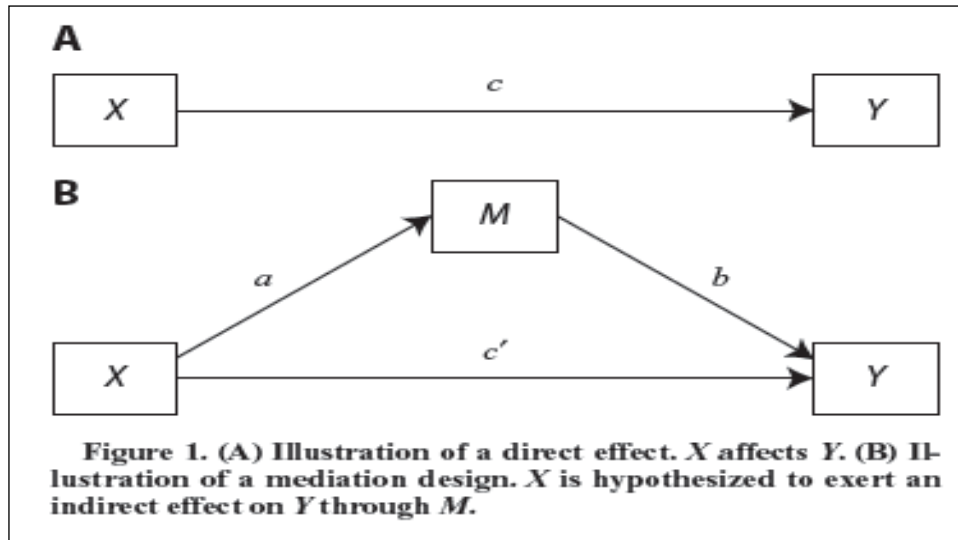 A
X
c
Y
B
M
a
b
X
c′
Y
Figure 1. (A) Illustration of a direct effect. X affects Y. (B) Il-
lustration of a mediation design. X is hypothesized to exert an
indirect effect on Y through M.